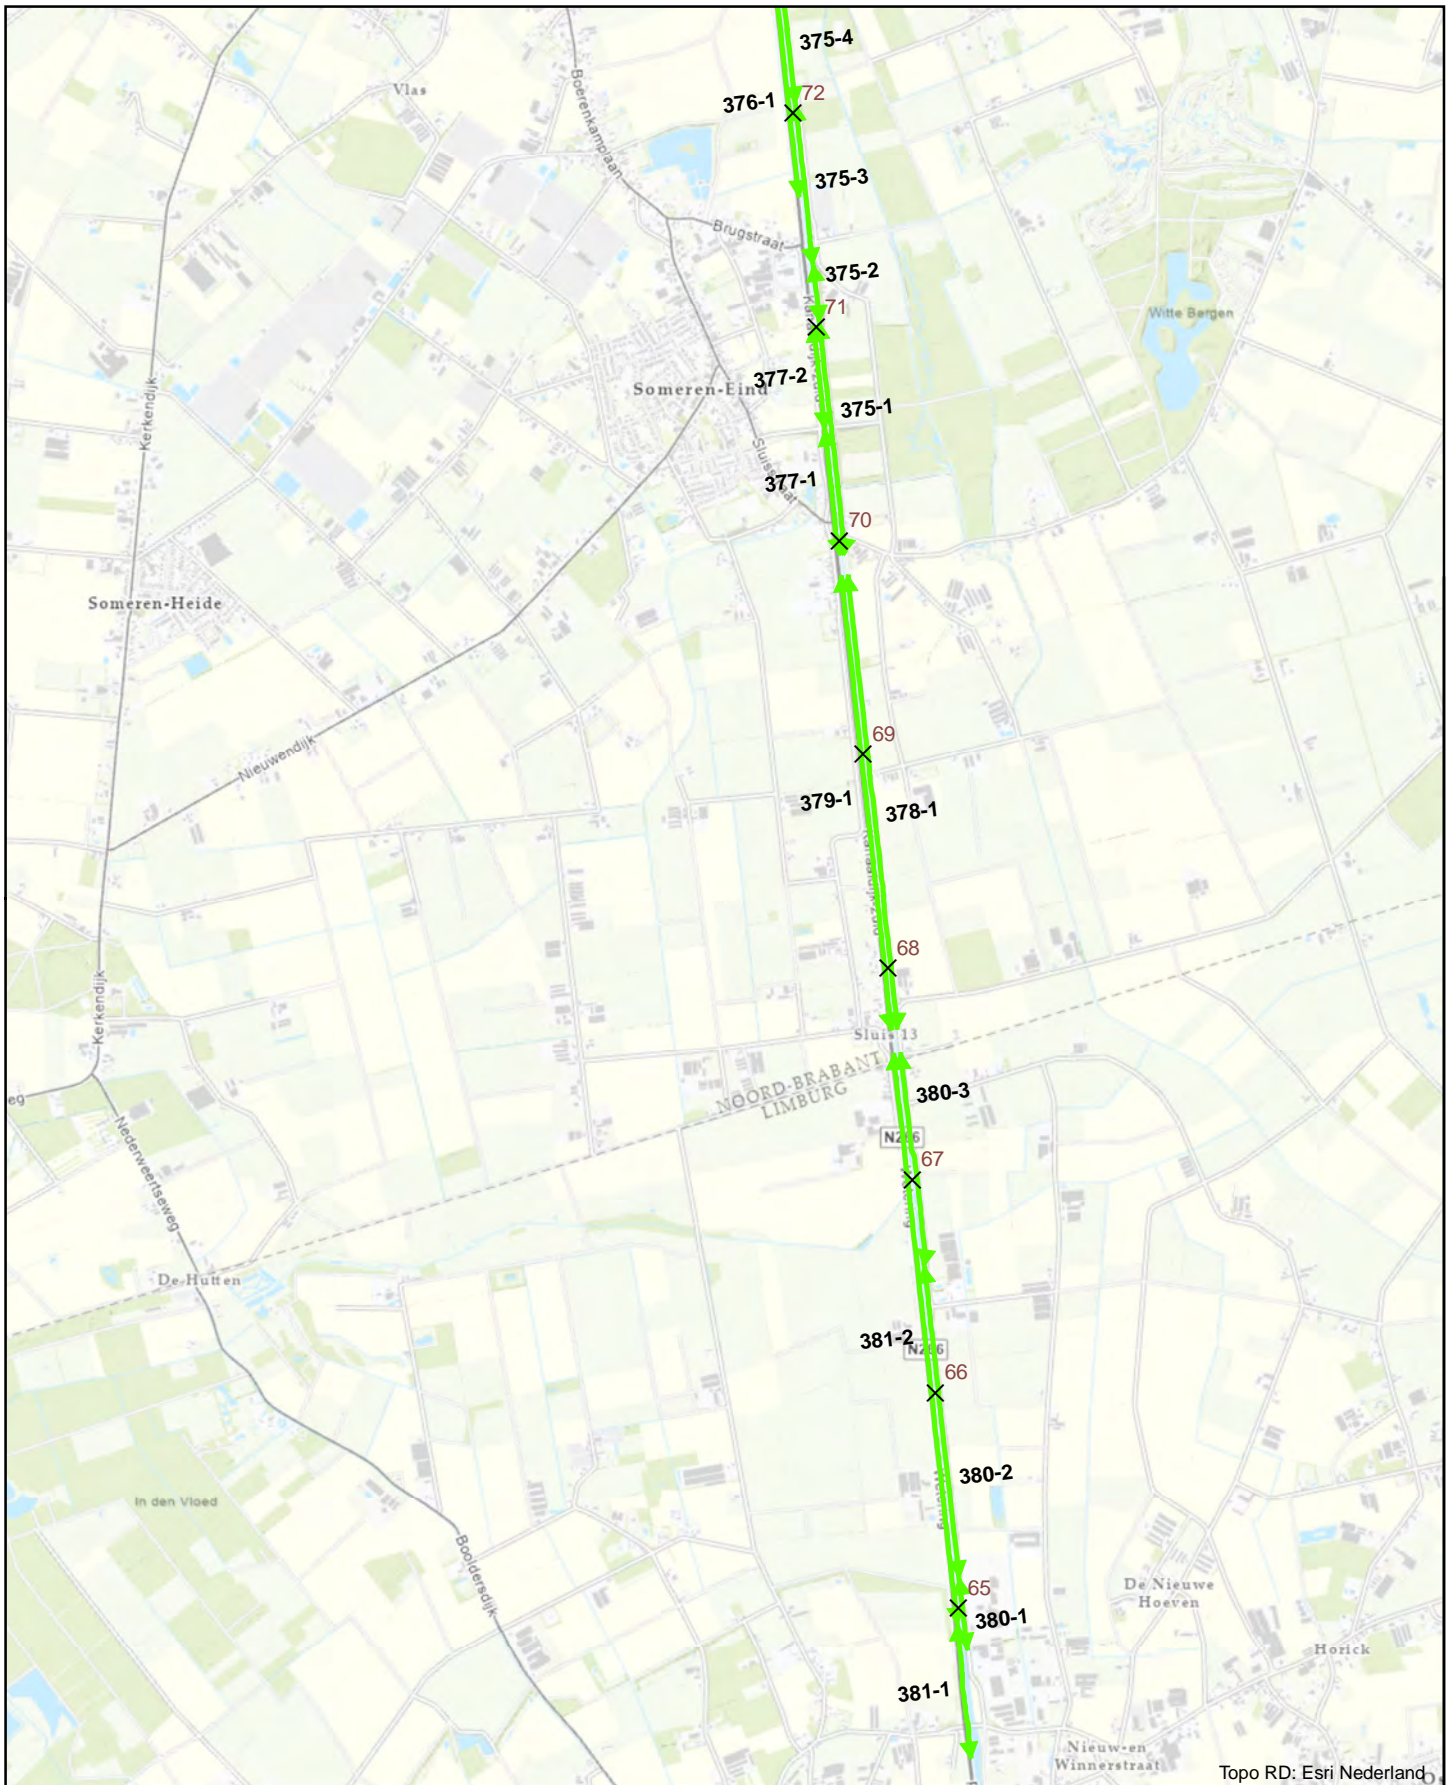 375-4
Vlas
Boerenkamplaan
376-1
72
375-3
Brugstraat
375-2
71
Witte Bergen
377-2
Someren-Eind
375-1
Kerkendijk
377-1
70
Someren-Heide
69
Nieuwendijk
379-1
378-1
68
Kerkendijk
Sluis 13
NOORD-BRABANT
LIMBURG
380-3
eg
67
Nederweertseweg
De Hutten
381-2
66
380-2
In den Vloed
Booldersdijk
65
De Nieuwe
Hoeven
380-1
Horick
381-1
Nieuw-en
Winnerstraat
Topo RD: Esri Nederland